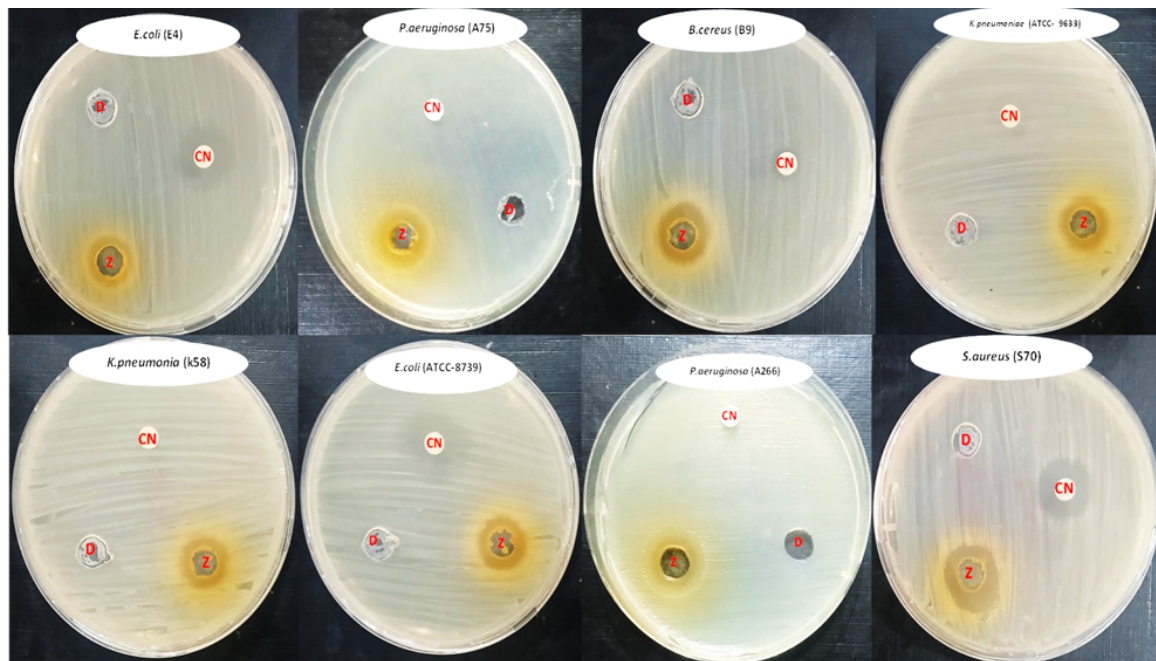 E.coli (E4)
D
CN
Z
P.aeruginosa (A75)
CN
D
Z
B.cereus (B9)
D
CN
Z
K.pneumoniae (ATCC- 9633)
CN
D
Z
K.pneumonia (k58)
CN
D
Z
E.coli (ATCC-8739)
CN
D
Z
P.aeruginosa (A266)
CN
D
Z
S.aureus (S70)
D
CN
Z